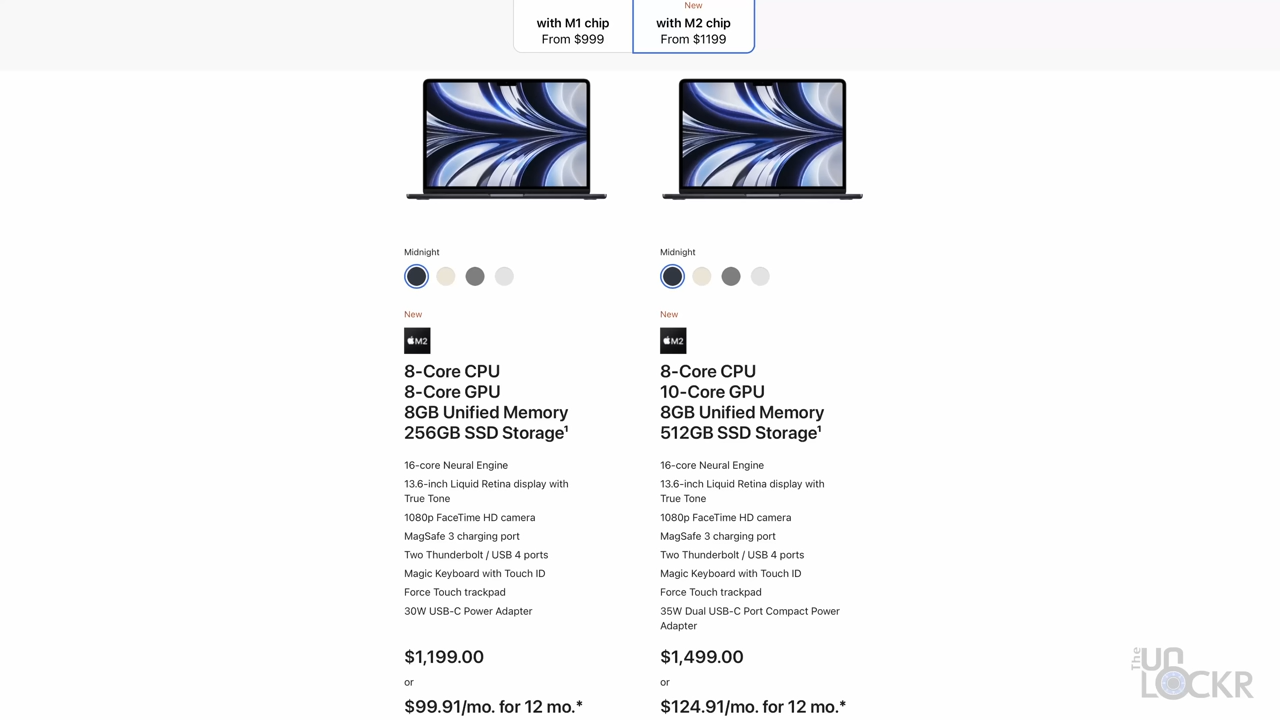 New
with M1 chip
with M2 chip
From $999
From $1199
Midnight
Midnight
New
New
M2
M2
8-Core CPU
8-Core GPU
8GB Unified Memory
256GB SSD Storage¹
8-Core CPU
10-Core GPU
8GB Unified Memory
512GB SSD Storage¹
16-core Neural Engine
13.6-inch Liquid Retina display with
True Tone
1080p FaceTime HD camera
MagSafe 3 charging port
Two Thunderbolt / USB 4 ports
Magic Keyboard with Touch ID
Force Touch trackpad
30W USB-C Power Adapter
16-core Neural Engine
13.6-inch Liquid Retina display with
True Tone
1080p FaceTime HD camera
MagSafe 3 charging port
Two Thunderbolt / USB 4 ports
Magic Keyboard with Touch ID
Force Touch trackpad
35W Dual USB-C Port Compact Power
Adapter
$1,199.00
or
$99.91/mo. for 12 mo.*
$1,499.00
or
$124.91/mo. for 12 mo.*
The
UN
LOCKR